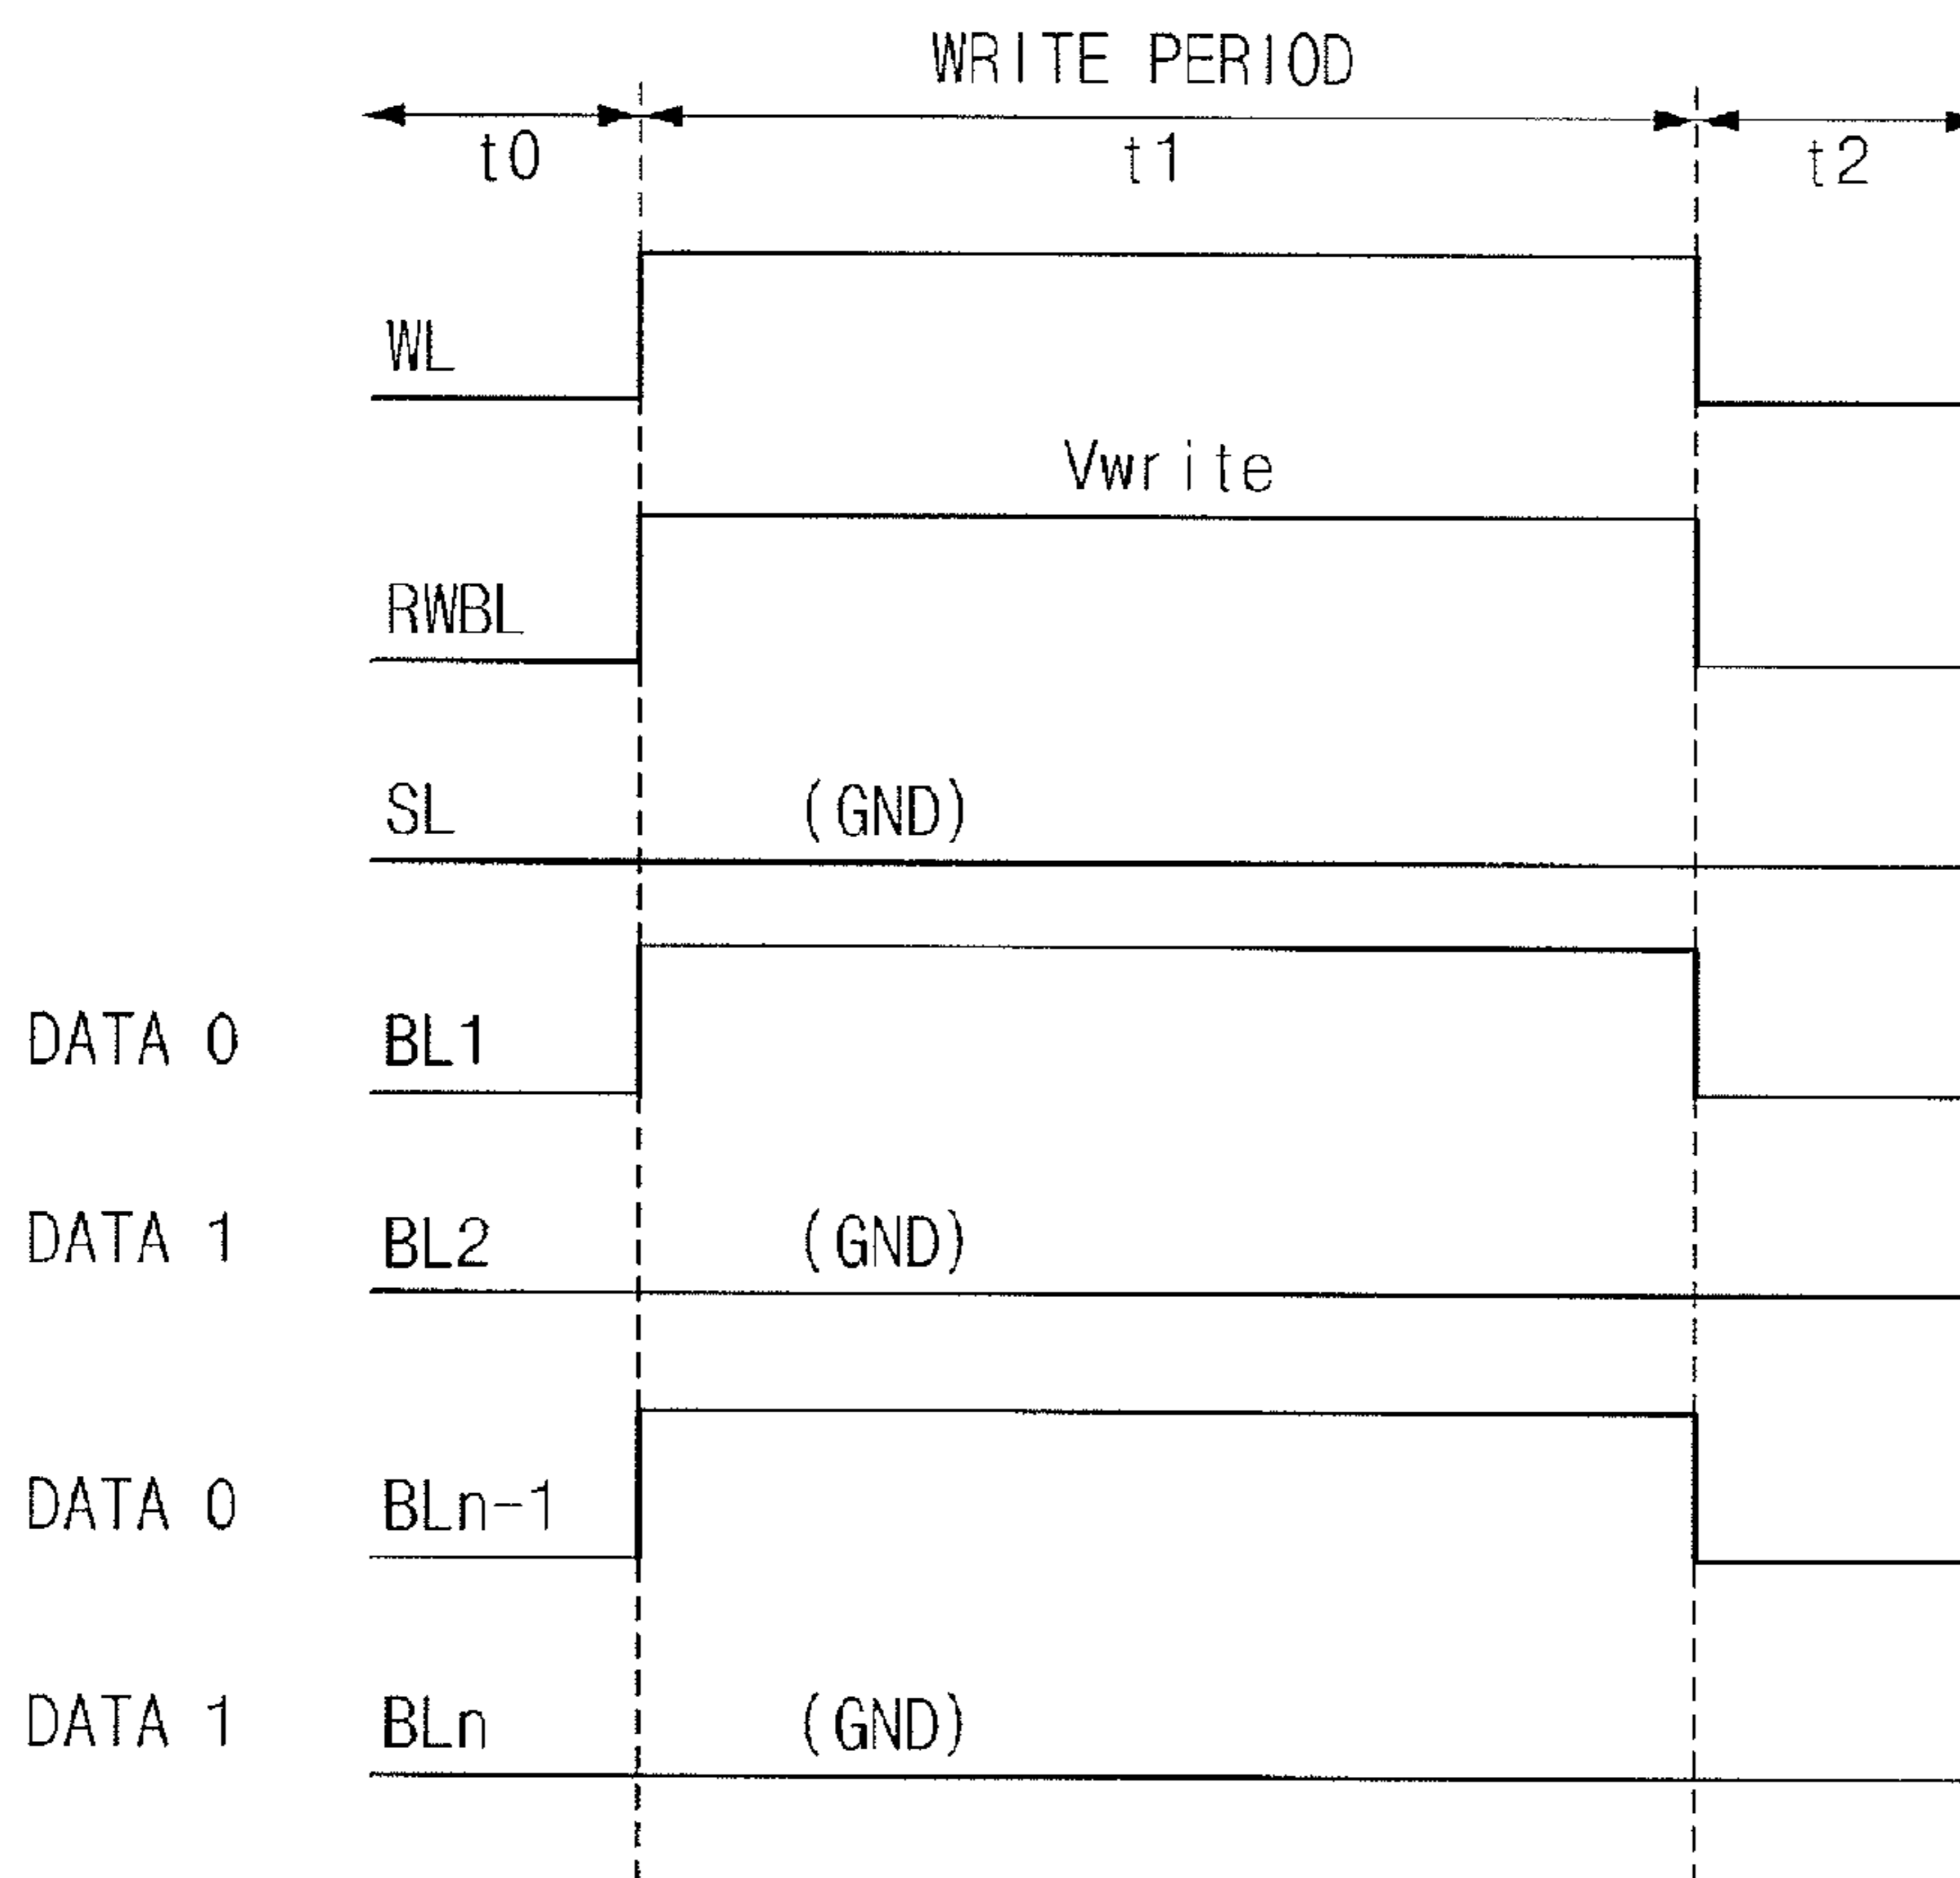 WRITE PERIOD
t0 t1 t2
WL
Vwrite
RWBL
SL (GND)
DATA 0 BL1
DATA 1 BL2 (GND)
DATA 0 BLn-1
DATA 1 BLn (GND)